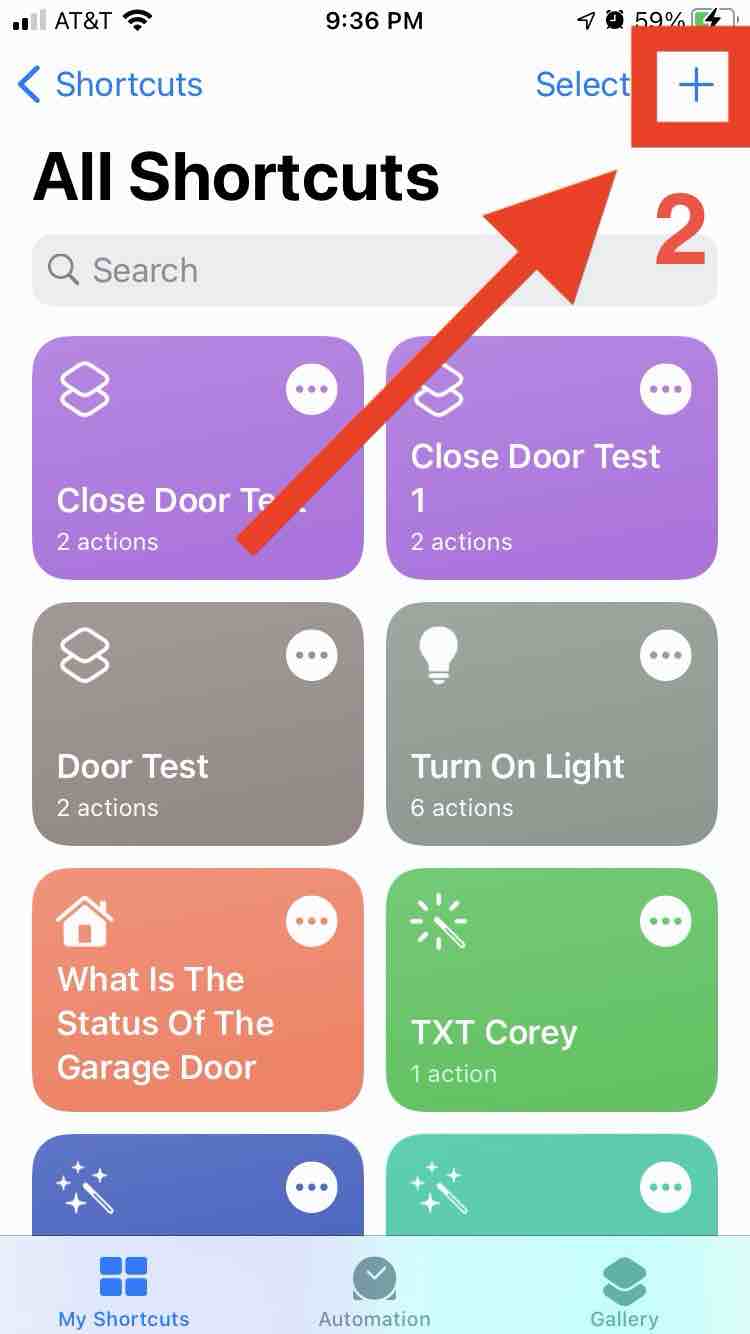 AT&T 9:36 PM 59%
Shortcuts Select +
2
All Shortcuts
Search
Close Door Test
2 actions
Close Door Test
1
2 actions
Door Test
2 actions
Turn On Light
6 actions
What Is The
Status Of The
Garage Door
TXT Corey
1 action
My Shortcuts Automation Gallery